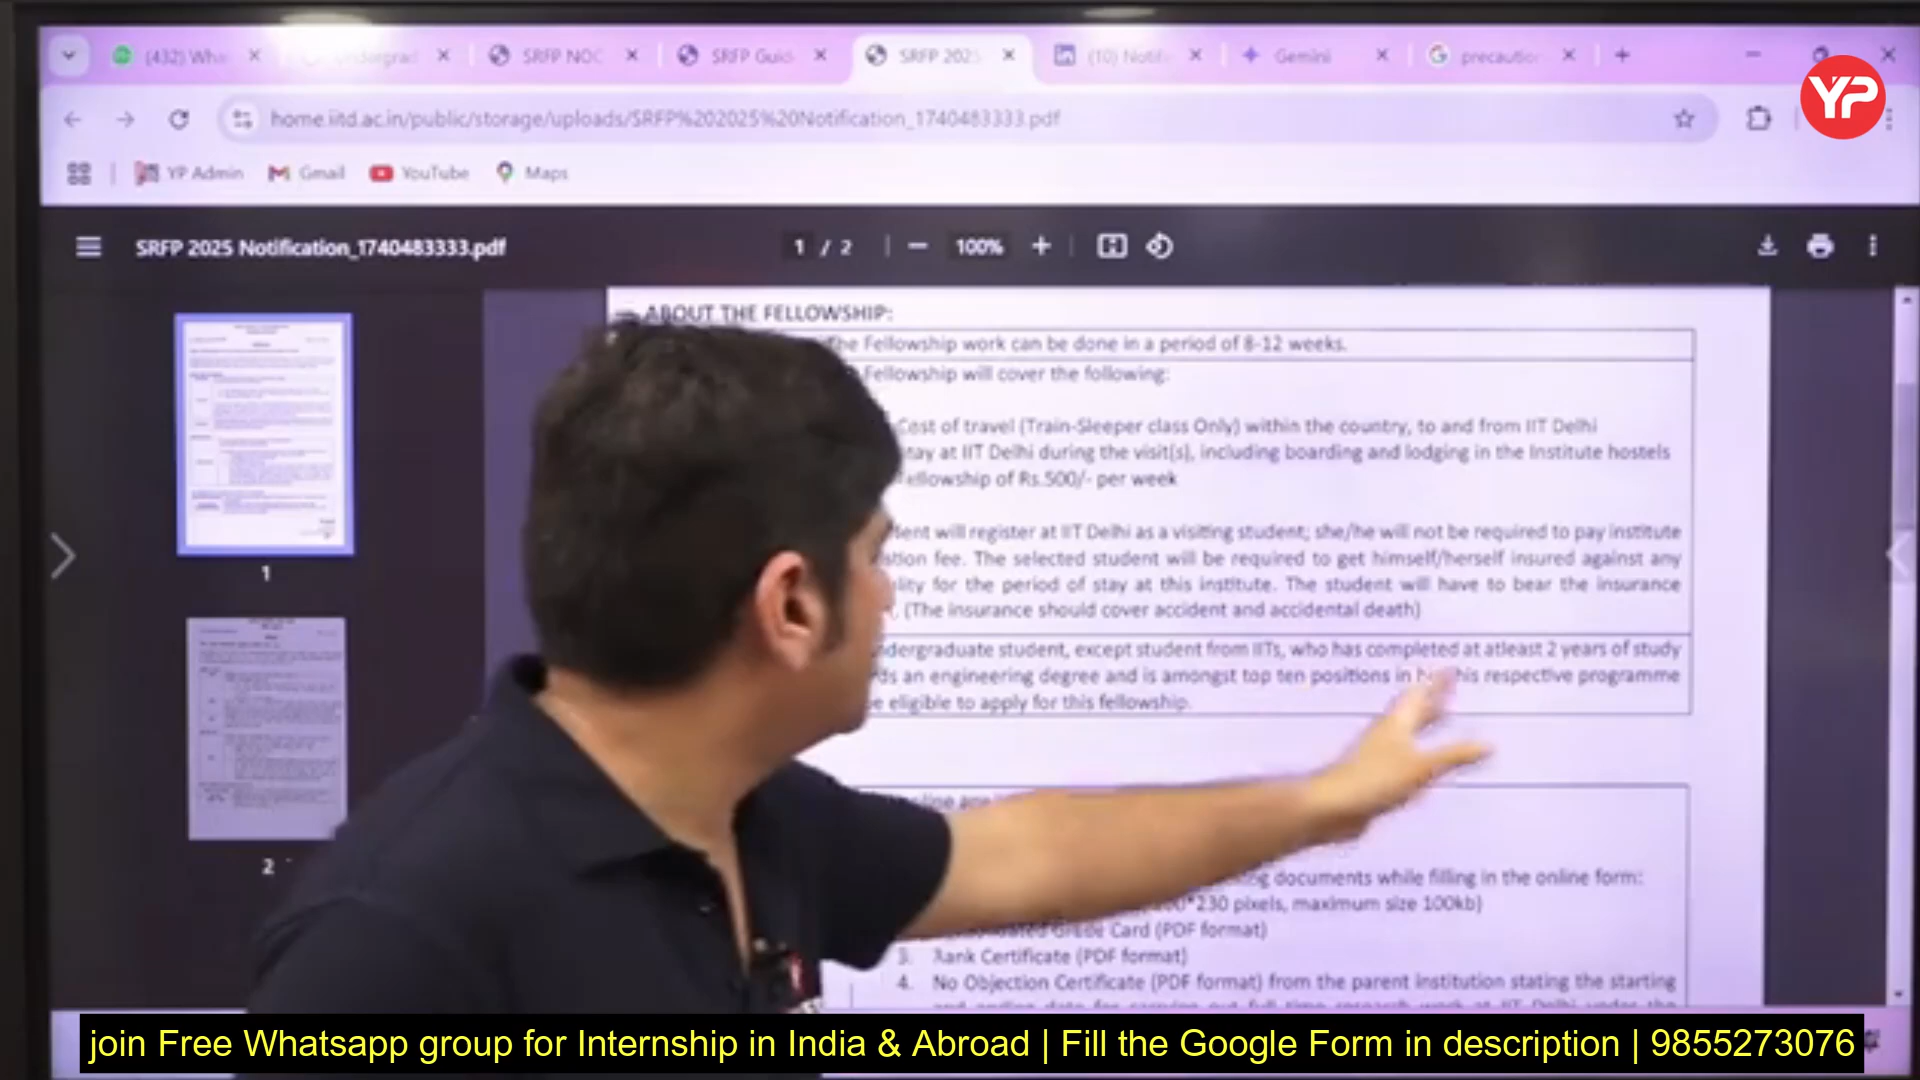 (432) Wha
Undergrad
SRFP NOC
SRFP Guid
SRFP 2025
(10) Notifi
Gemini
precaution
YP
home.iitd.ac.in/public/storage/uploads/SRFP%202025%20Notification_1740483333.pdf
YP Admin
Gmail
YouTube
Maps
SRFP 2025 Notification_1740483333.pdf
1 / 2
100%
ABOUT THE FELLOWSHIP:
The Fellowship work can be done in a period of 8-12 weeks.
Fellowship will cover the following:
Cost of travel (Train-Sleeper class Only) within the country, to and from IIT Delhi
tay at IIT Delhi during the visit(s), including boarding and lodging in the Institute hostels
ellowship of Rs.500/- per week
dent will register at IIT Delhi as a visiting student; she/he will not be required to pay institute
tion fee. The selected student will be required to get himself/herself insured against any
lity for the period of stay at this institute. The student will have to bear the insurance
. (The insurance should cover accident and accidental death)
ndergraduate student, except student from IITs, who has completed at atleast 2 years of study
ds an engineering degree and is amongst top ten positions in his respective programme
be eligible to apply for this fellowship.
nline
ng documents while filling in the online form:
*230 pixels, maximum size 100kb)
Grade Card (PDF format)
3. Rank Certificate (PDF format)
4. No Objection Certificate (PDF format) from the parent institution stating the starting
1
2
join Free Whatsapp group for Internship in India & Abroad | Fill the Google Form in description | 9855273076